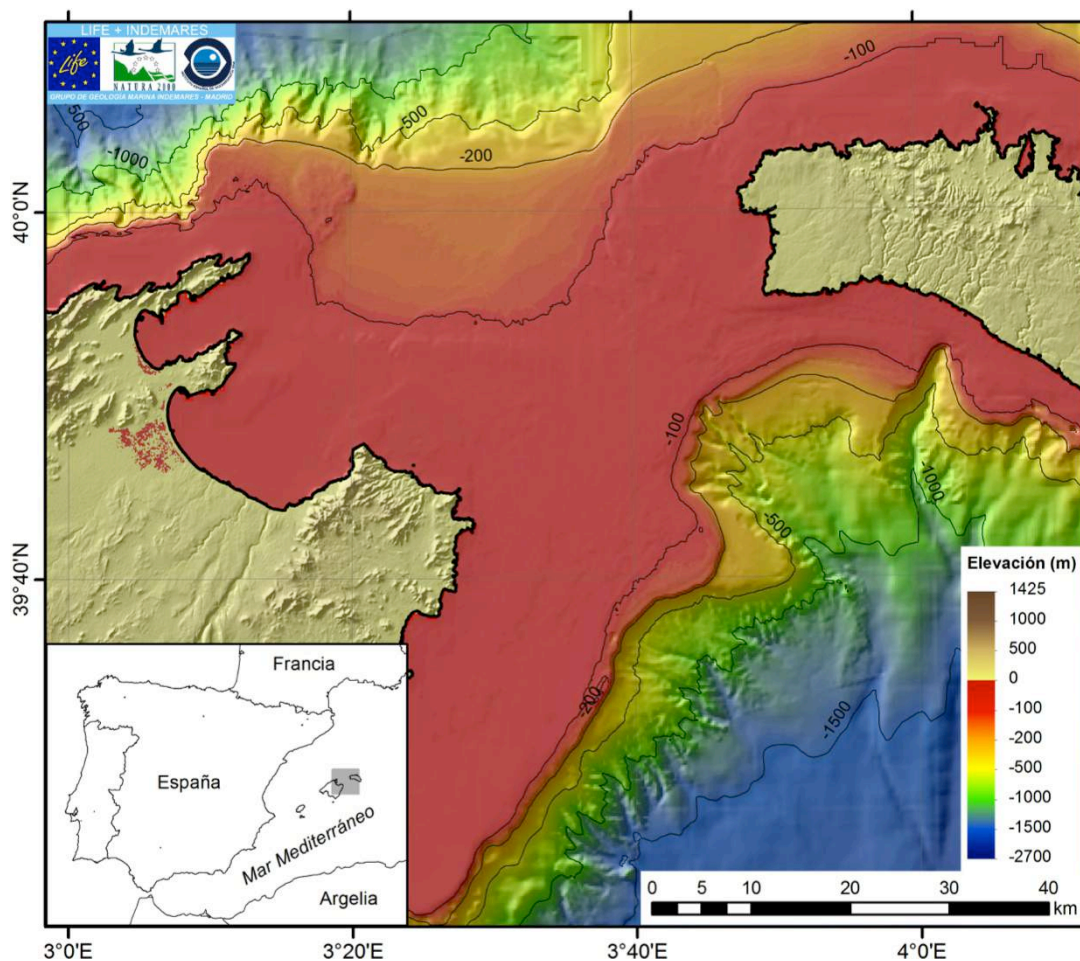 LIFE + INDEMARES
Life
NATURA 2000
GRUPO DE GEOLOGÍA MARINA INDEMARES - MADRID
500
-1000
-500
-200
-100
40°0'N
39°40'N
-100
-500
-1000
-200
-1500
Elevación (m)
1425
1000
500
0
-100
-200
-500
-1000
-1500
-2700
Francia
España
Mar Mediterráneo
Argelia
0 5 10 20 30 40
km
3°0'E 3°20'E 3°40'E 4°0'E